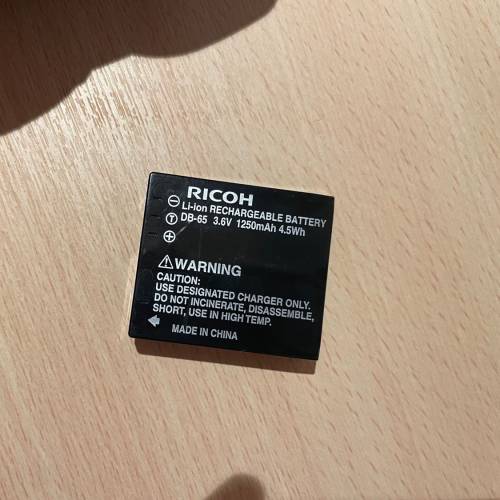 RICOH
Li-ion RECHARGEABLE BATTERY
T DB-65 3.6V 1250mAh 4.5Wh
WARNING
CAUTION:
USE DESIGNATED CHARGER ONLY.
DO NOT INCINERATE, DISASSEMBLE,
SHORT, USE IN HIGH TEMP.
MADE IN CHINA